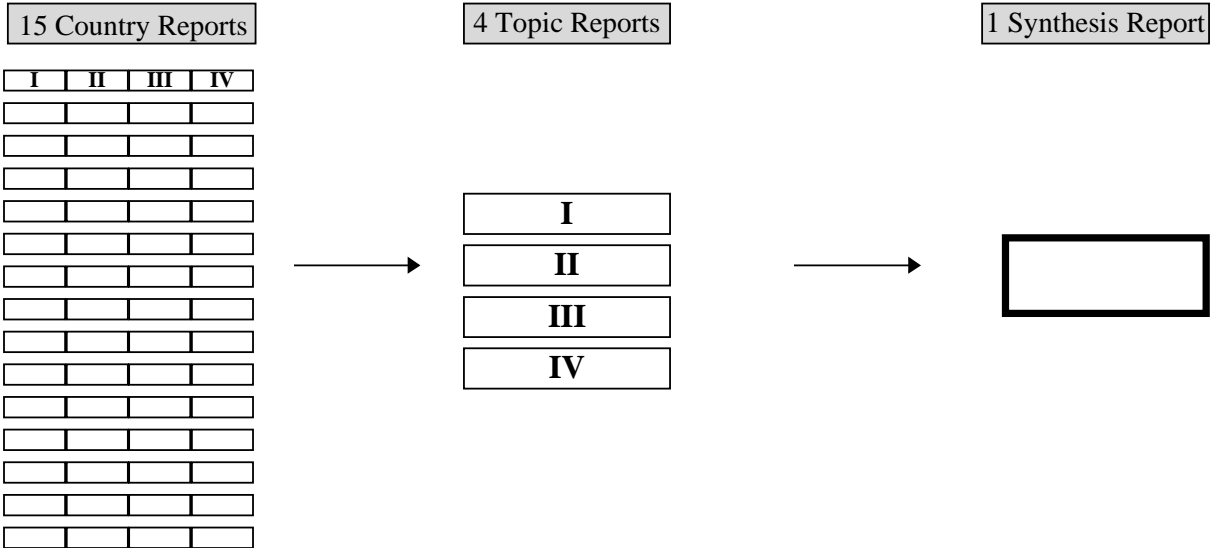 15 Country Reports
4 Topic Reports
1 Synthesis Report
I II III IV
I
II
III
IV